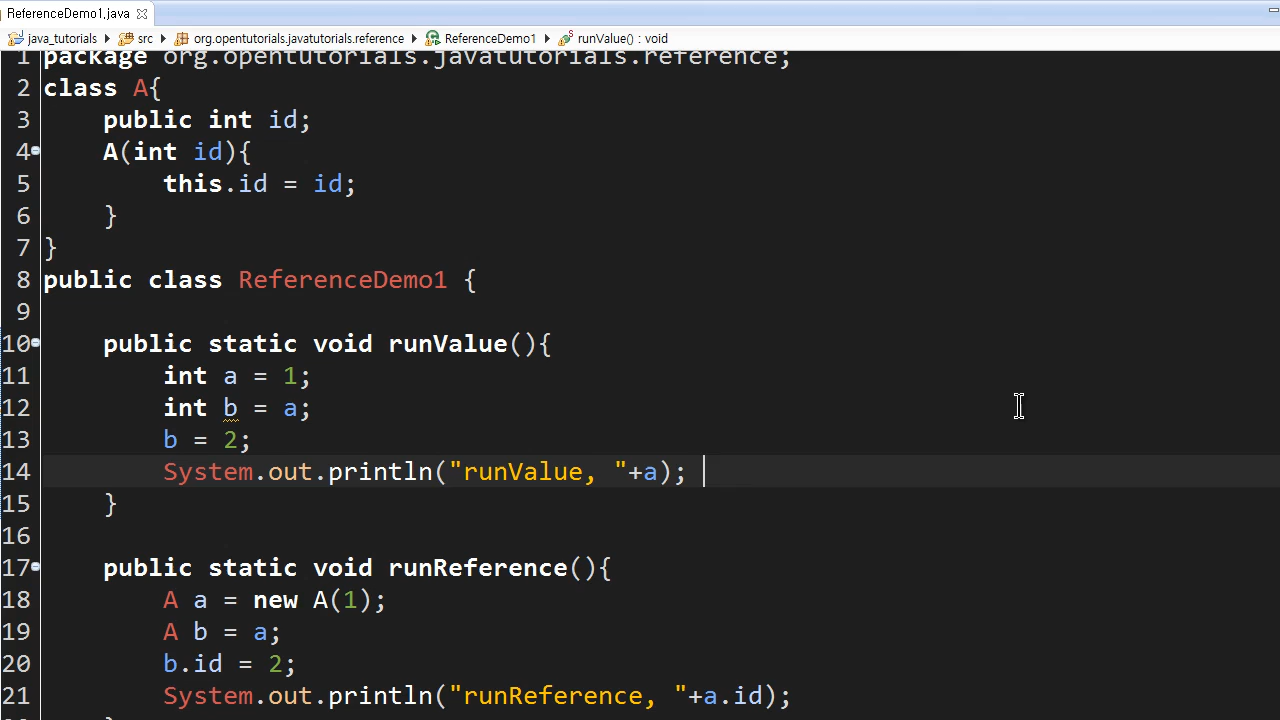 ReferenceDemo1.java
java_tutorials src org.opentutorials.javatutorials.reference ReferenceDemo1 runValue() : void
1 package org.opentutorials.javatutorials.reference;
2 class A{
3 public int id;
4 A(int id){
5 this.id = id;
6 }
7 }
8 public class ReferenceDemo1 {
9
10 public static void runValue(){
11 int a = 1;
12 int b = a;
13 b = 2;
14 System.out.println("runValue, "+a);
15 }
16
17 public static void runReference(){
18 A a = new A(1);
19 A b = a;
20 b.id = 2;
21 System.out.println("runReference, "+a.id);